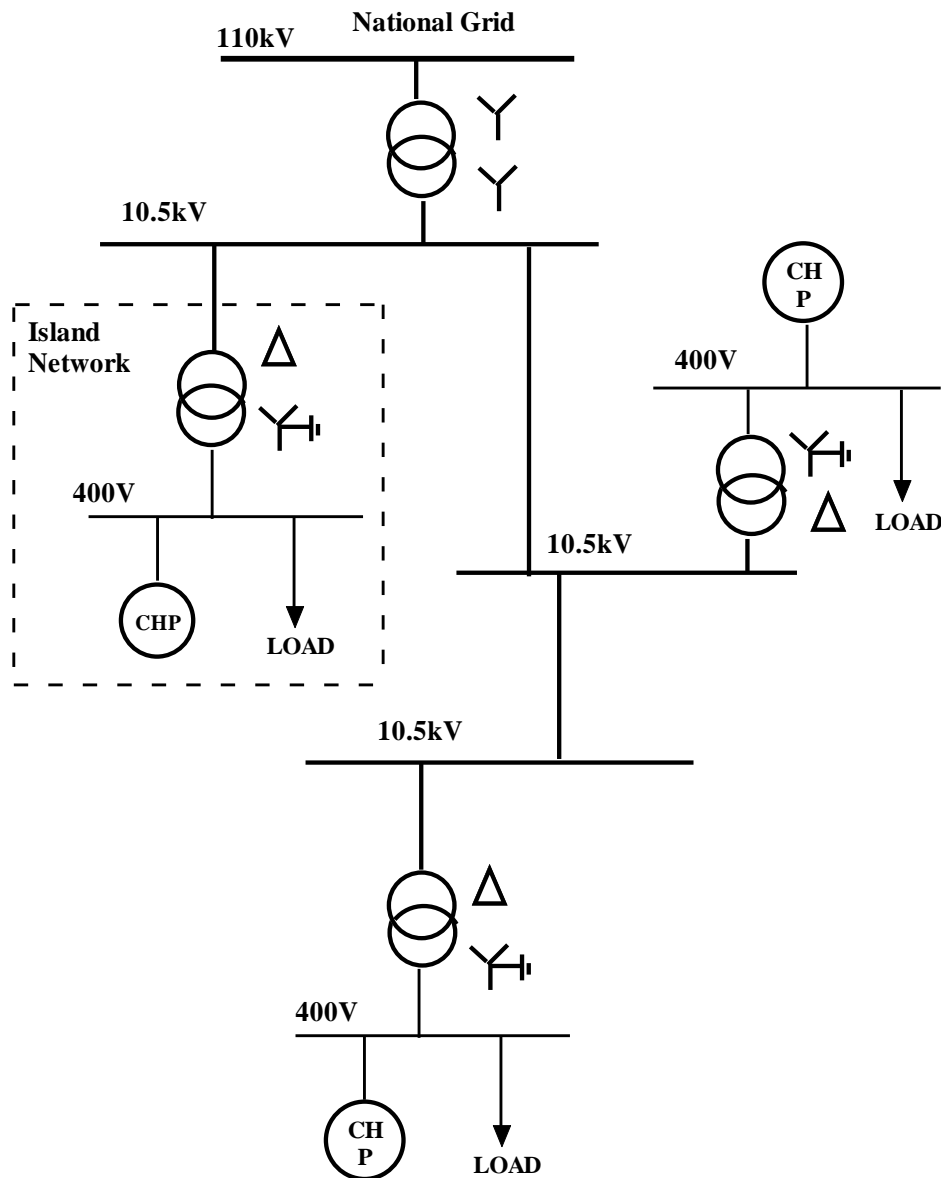 National Grid
110kV
10.5kV
CH
P
Island
Network
400V
400V
LOAD
10.5kV
CHP
LOAD
10.5kV
400V
CH
P
LOAD